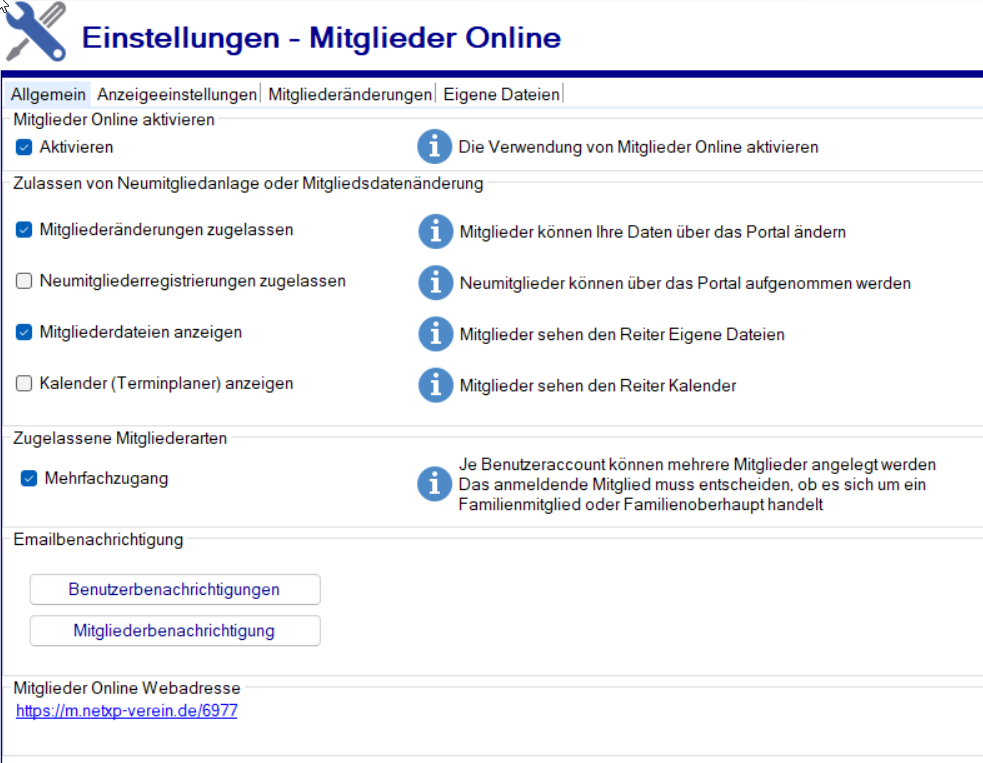 Einstellungen - Mitglieder Online
Allgemein Anzeigeeinstellungen Mitgliederänderungen Eigene Dateien
Mitglieder Online aktivieren
Aktivieren
Die Verwendung von Mitglieder Online aktivieren
Zulassen von Neumitgliedanlage oder Mitgliedsdatenänderung
Mitgliederänderungen zugelassen
Mitglieder können Ihre Daten über das Portal ändern
Neumitgliederregistrierungen zugelassen
Neumitglieder können über das Portal aufgenommen werden
Mitgliederdateien anzeigen
Mitglieder sehen den Reiter Eigene Dateien
Kalender (Terminplaner) anzeigen
Mitglieder sehen den Reiter Kalender
Zugelassene Mitgliederarten
Mehrfachzugang
Je Benutzeraccount können mehrere Mitglieder angelegt werden
Das anmeldende Mitglied muss entscheiden, ob es sich um ein
Familienmitglied oder Familienoberhaupt handelt
Emailbenachrichtigung
Benutzerbenachrichtigungen
Mitgliederbenachrichtigung
Mitglieder Online Webadresse
https://m.netxp-verein.de/6977